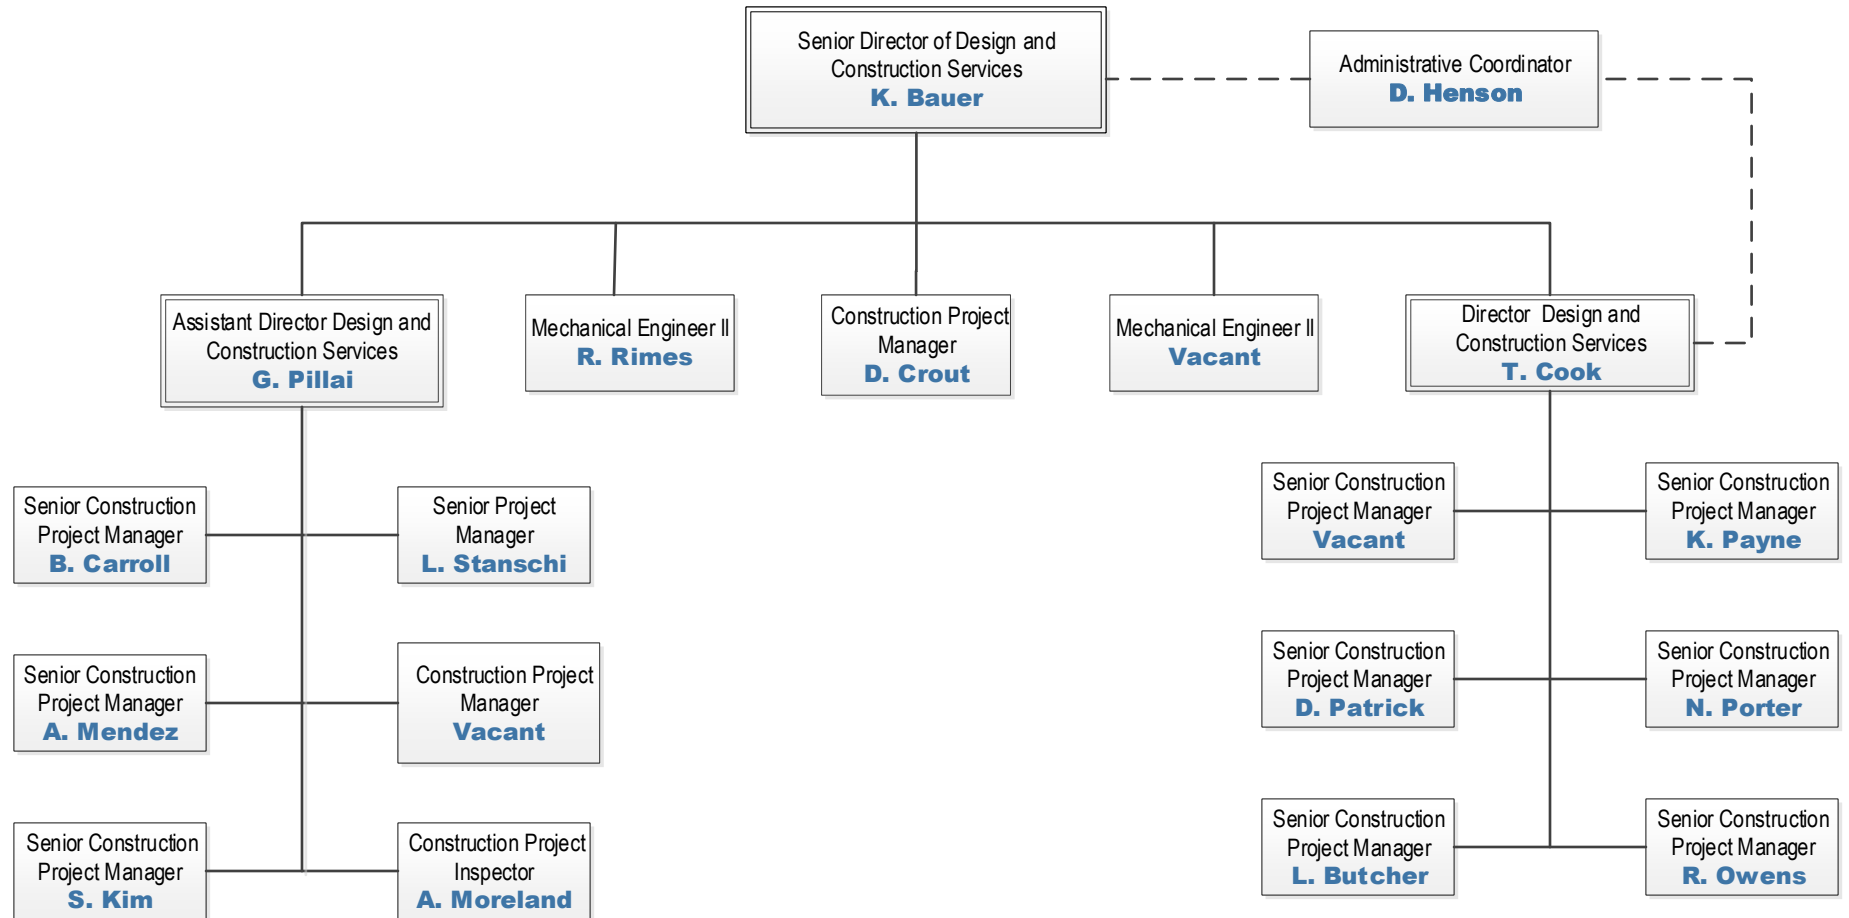 Senior Director of Design and
Construction Services
K. Bauer
Administrative Coordinator
D. Henson
Assistant Director Design and
Construction Services
G. Pillai
Mechanical Engineer II
R. Rimes
Construction Project
Manager
D. Crout
Mechanical Engineer II
Vacant
Director Design and
Construction Services
T. Cook
Senior Construction
Project Manager
B. Carroll
Senior Project
Manager
L. Stanschi
Senior Construction
Project Manager
A. Mendez
Construction Project
Manager
Vacant
Senior Construction
Project Manager
S. Kim
Construction Project
Inspector
A. Moreland
Senior Construction
Project Manager
Vacant
Senior Construction
Project Manager
K. Payne
Senior Construction
Project Manager
D. Patrick
Senior Construction
Project Manager
N. Porter
Senior Construction
Project Manager
L. Butcher
Senior Construction
Project Manager
R. Owens